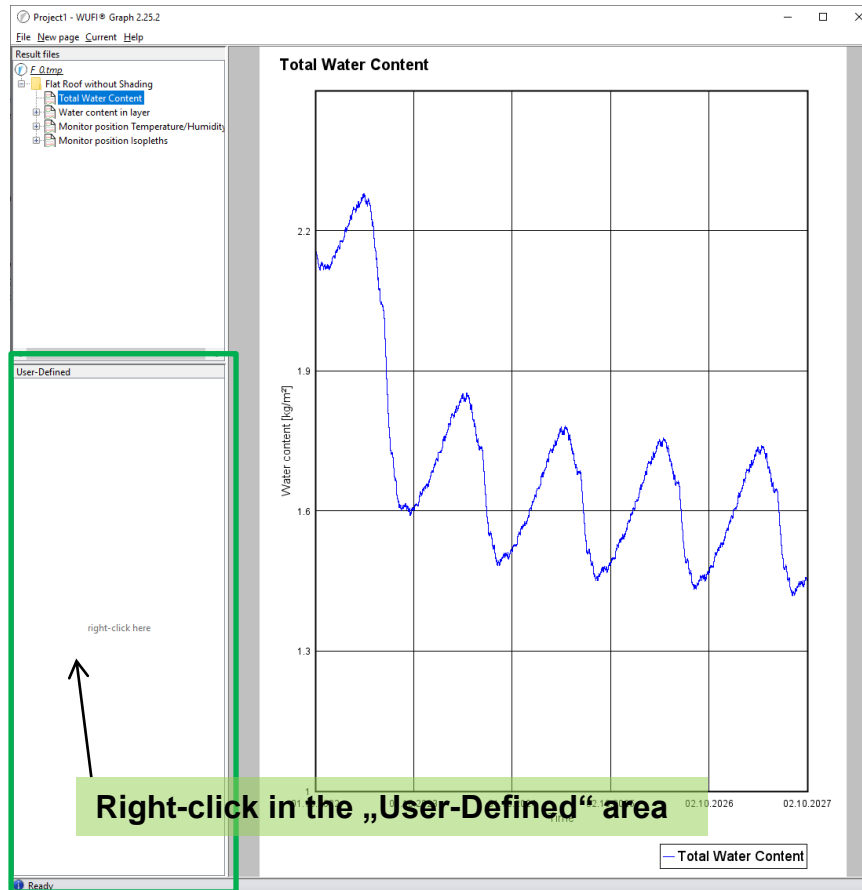 Project1 - WUFI® Graph 2.25.2
File New page Current Help
Result files
F_0.tmp
Flat Roof without Shading
Total Water Content
Water content in layer
Monitor position Temperature/Humidity
Monitor position Isopleths
User-Defined
right-click here
Ready
Total Water Content
Water content [kg/m²]
2.2
1.9
1.6
1.3
1
02.10.2026
02.10.2027
Time
Total Water Content
Right-click in the „User-Defined“ area